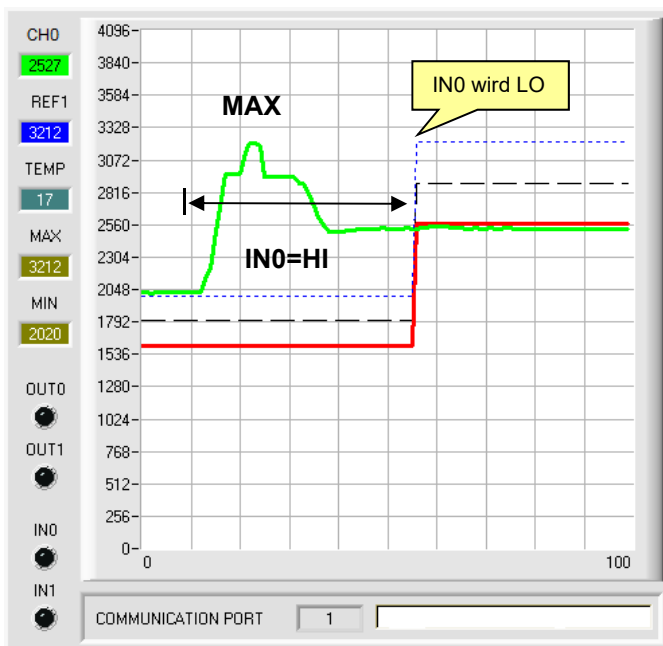 CH0
2527
REF1
3212
TEMP
17
MAX
3212
MIN
2020
OUT0
OUT1
IN0
IN1
4096
3840
3584
3328
3072
2816
2560
2304
2048
1792
1536
1280
1024
768
512
256
0
0
100
MAX
IN0=HI
IN0 wird LO
COMMUNICATION PORT
1